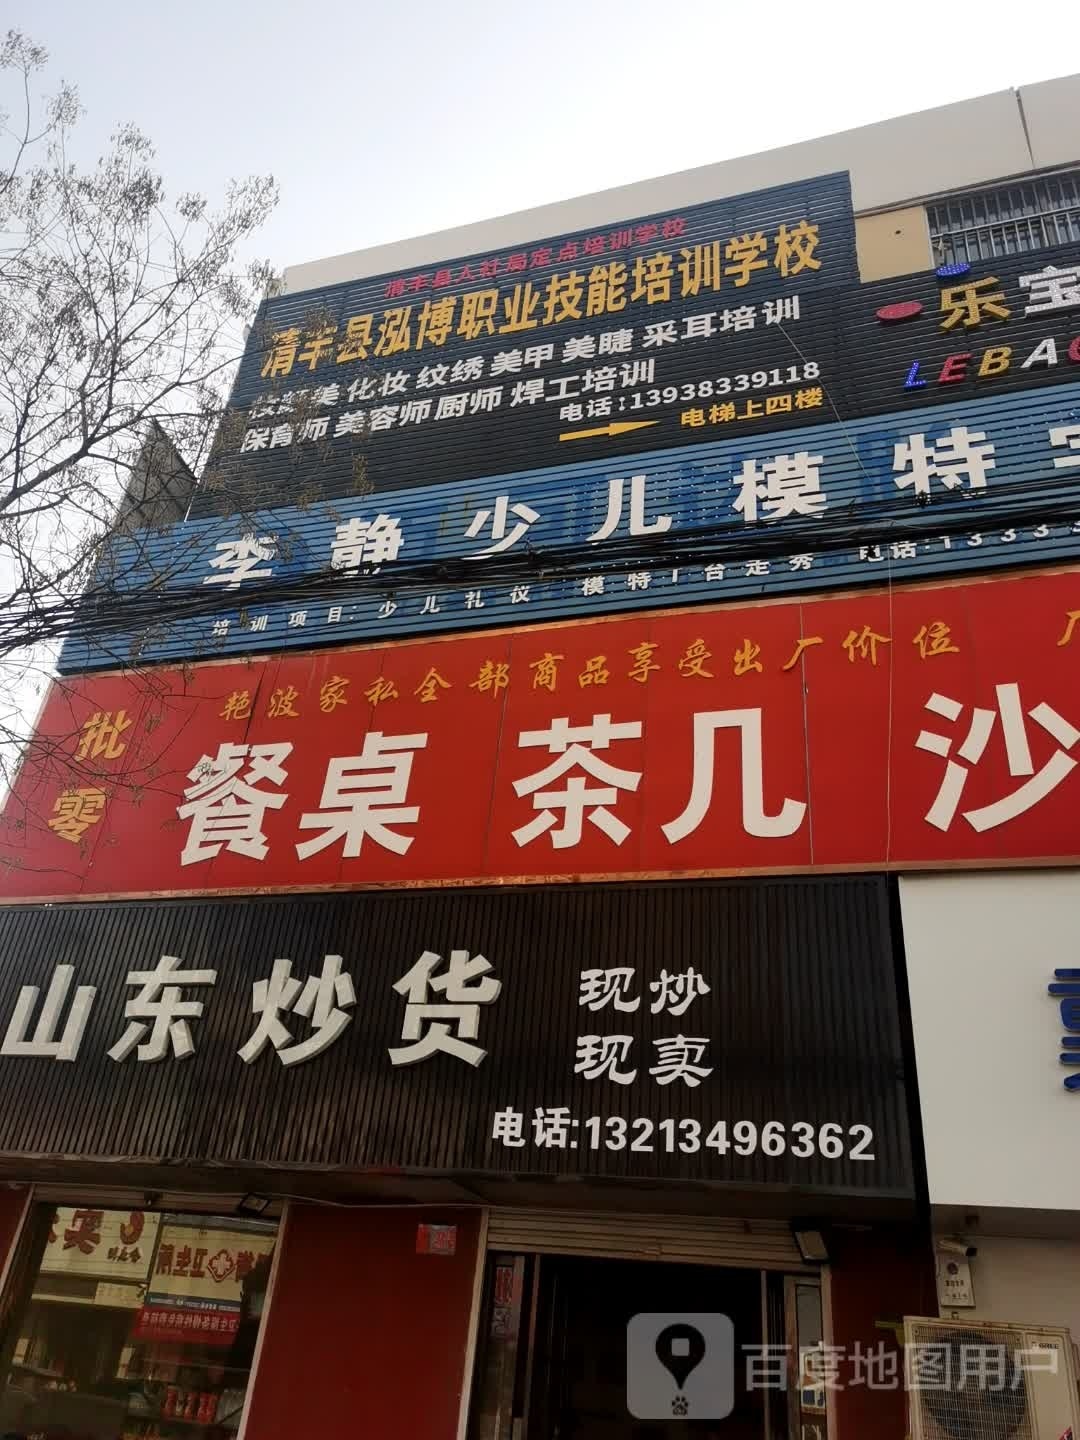 清丰县人社局定点培训学校
清丰县泓博职业技能培训学校
美 化妆 纹绣 美甲 美睫 采耳培训
保育师 美容师 厨师 焊工培训
电话:13938339118
电梯上四楼
乐宝
LEBA
李静少儿模特
培训项目:少儿礼仪 模特T台走秀 电话:1333
艳波家私全部商品享受出厂价位
批零
餐桌 茶几 沙
山东炒货
现炒
现卖
电话:13213496362
卫生所
百度地图用户